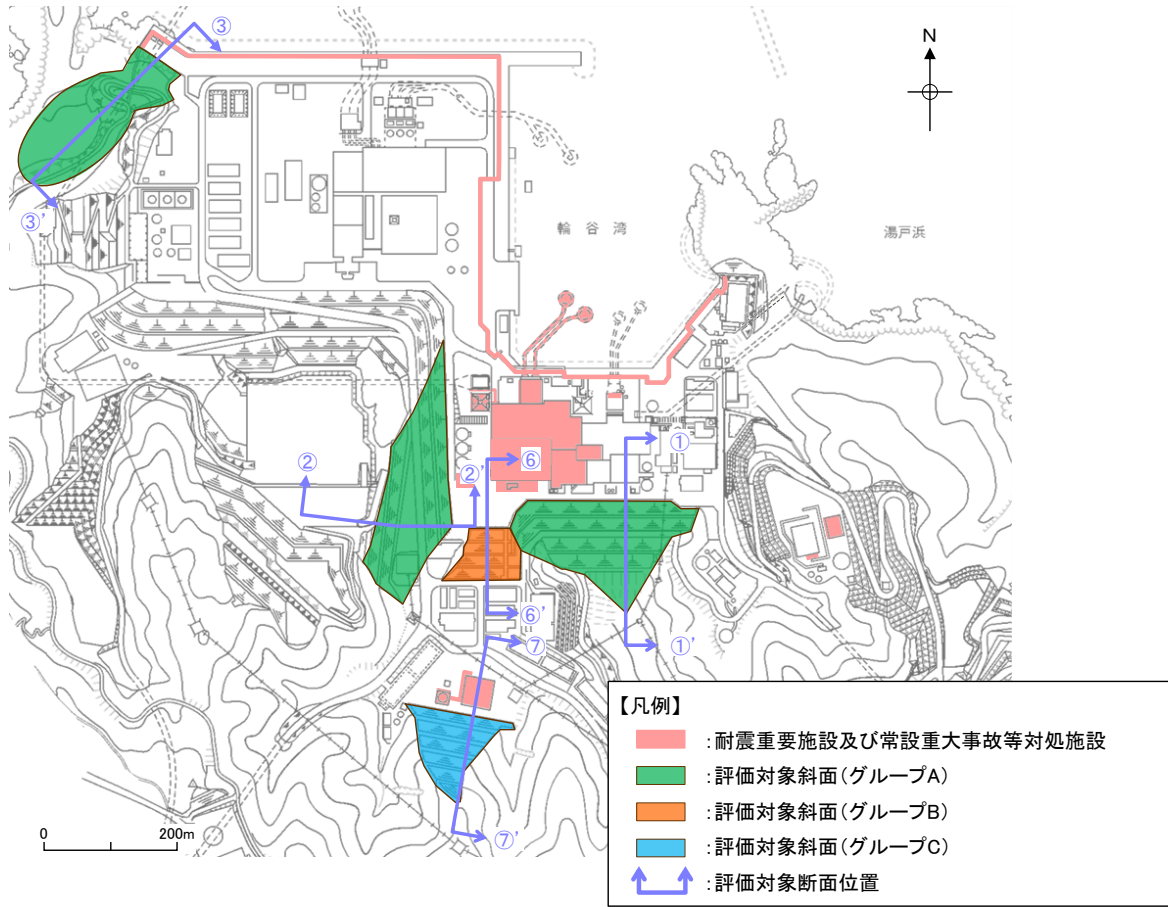 ③
N
輪谷湾
湯戸浜
③'
②
②'
⑥
①
⑥'
⑦
①'
⑦'
0 200m
【凡例】
:耐震重要施設及び常設重大事故等対処施設
:評価対象斜面(グループA)
:評価対象斜面(グループB)
:評価対象斜面(グループC)
:評価対象断面位置